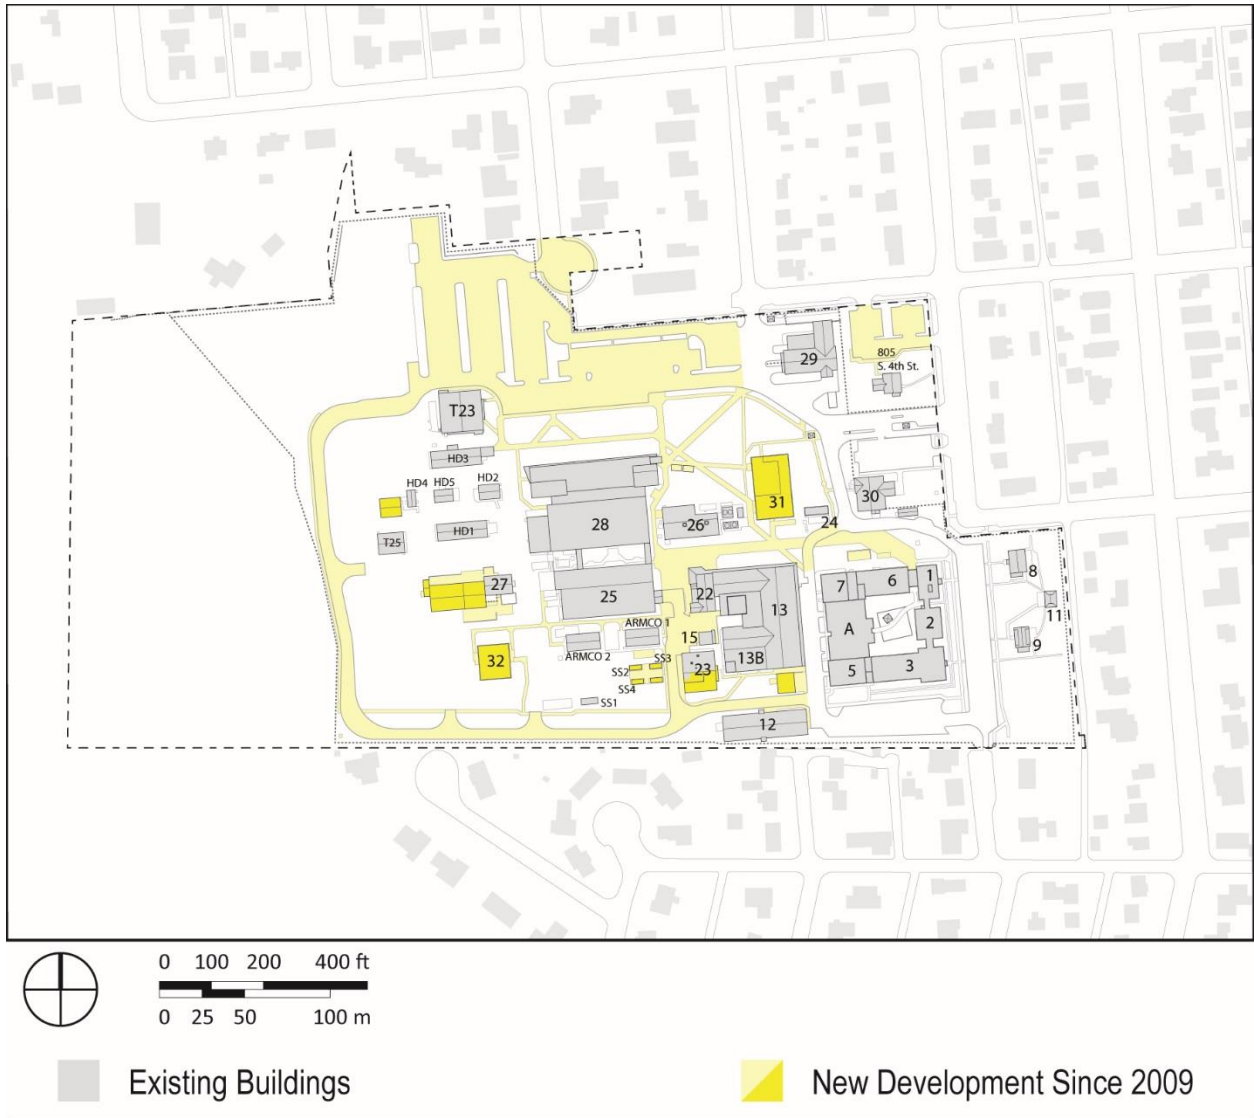 29
805
S. 4th St.
T23
HD3
HD4
HD5
HD2
28
26
31
24
30
T25
HD1
27
25
22
13
7
6
1
8
11
A
2
9
ARMCO 1
15
ARMCO 2
32
SS3
SS2
23
13B
5
3
SS4
SS1
12
0 100 200 400 ft
0 25 50 100 m
Existing Buildings
New Development Since 2009